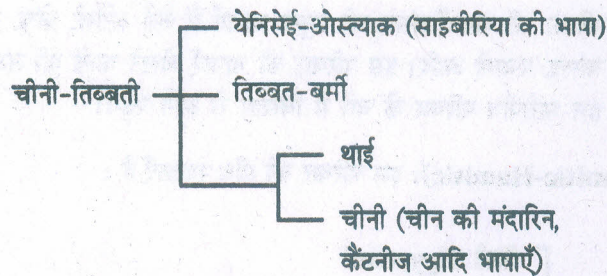 येनिसेई-ओस्त्याक (साइबीरिया की भाषा)
चीनी-तिब्बती
तिब्बत-बर्मी
थाई
चीनी (चीन की मंदारिन,
कैंटनीज आदि भाषाएँ)